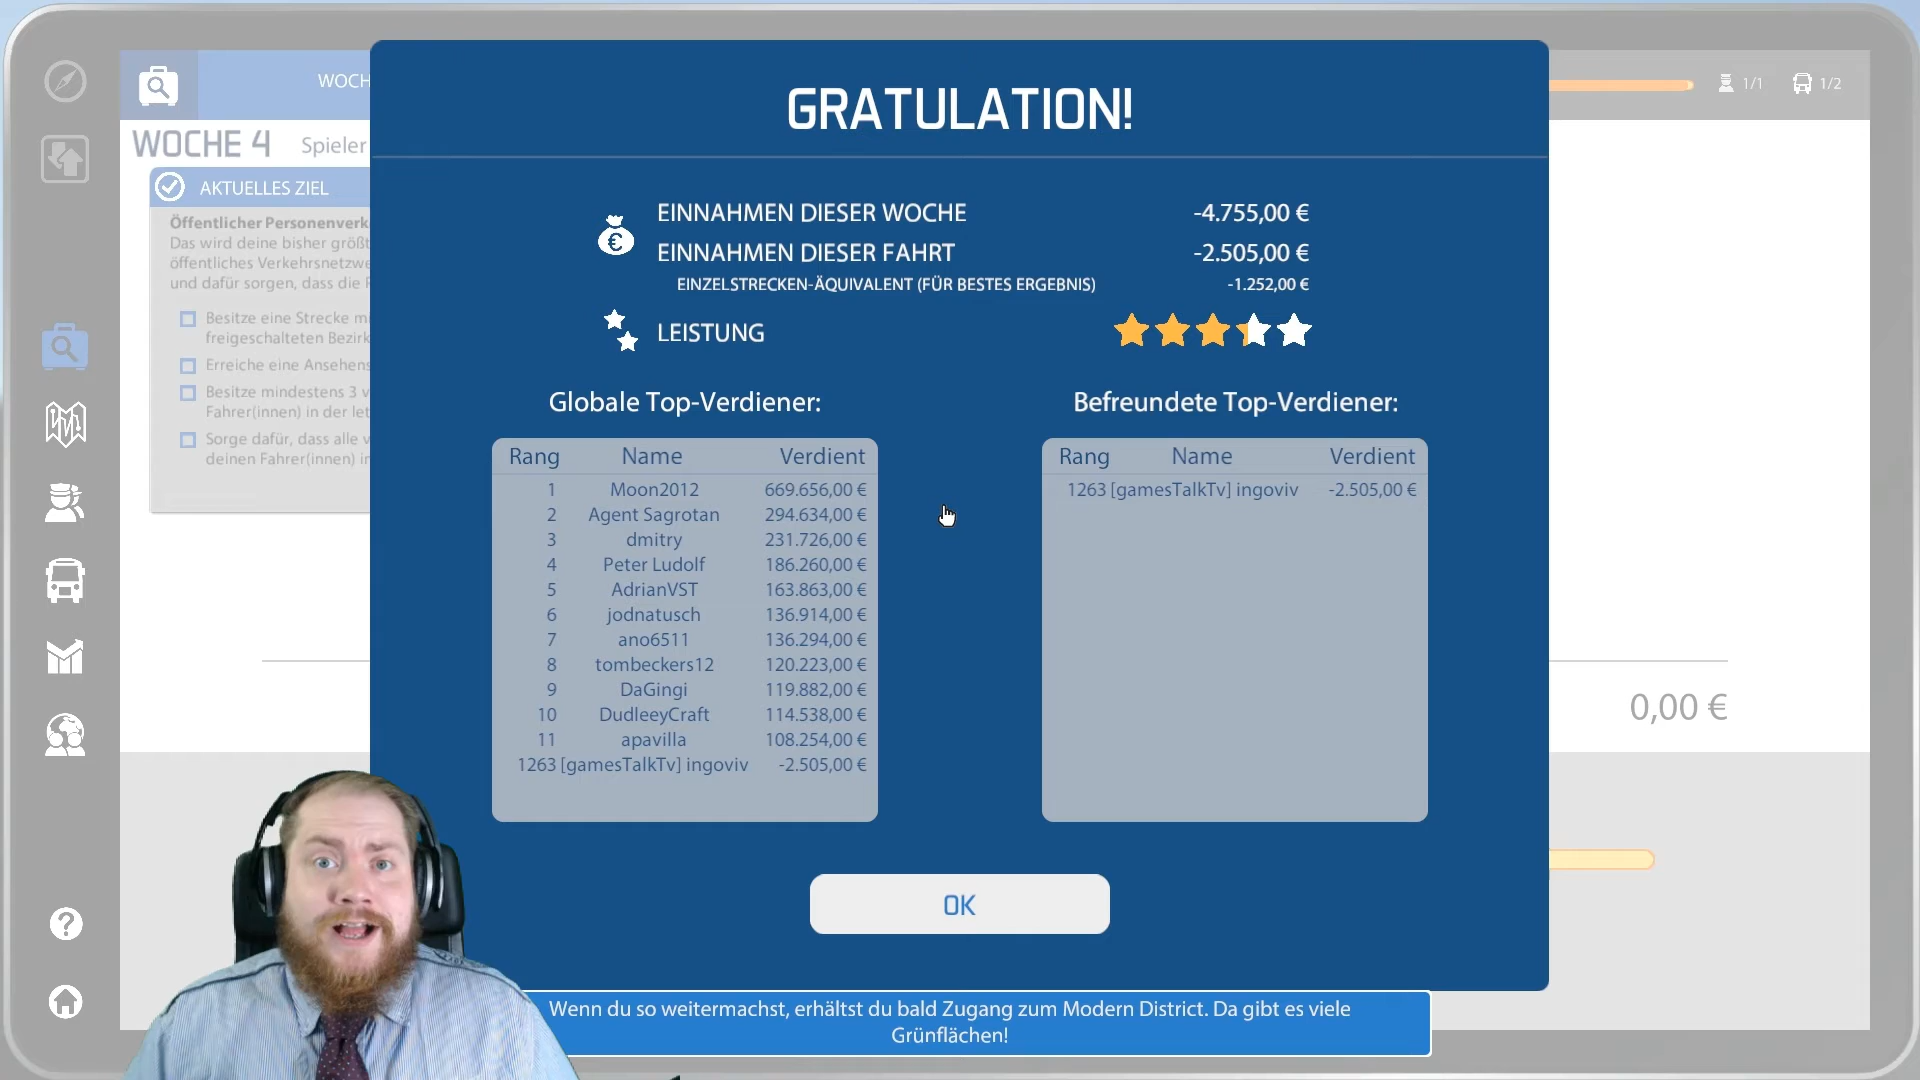 WOCH
1/1
1/2
WOCHE 4 Spieler
AKTUELLES ZIEL
Öffentlicher Personenverk
Das wird deine bisher größt
öffentliches Verkehrsnetzwe
und dafür sorgen, dass die F
Besitze eine Strecke mi
freigeschalteten Bezirk
Erreiche eine Ansehens
Besitze mindestens 3 v
Fahrer(innen) in der let
Sorge dafür, dass alle v
deinen Fahrer(innen) in
GRATULATION!
EINNAHMEN DIESER WOCHE -4.755,00 €
EINNAHMEN DIESER FAHRT -2.505,00 €
EINZELSTRECKEN-ÄQUIVALENT (FÜR BESTES ERGEBNIS) -1.252,00 €
LEISTUNG
Globale Top-Verdiener:
Rang Name Verdient
1 Moon2012 669.656,00 €
2 Agent Sagrotan 294.634,00 €
3 dmitry 231.726,00 €
4 Peter Ludolf 186.260,00 €
5 AdrianVST 163.863,00 €
6 jodnatusch 136.914,00 €
7 ano6511 136.294,00 €
8 tombeckers12 120.223,00 €
9 DaGingi 119.882,00 €
10 DudleeyCraft 114.538,00 €
11 apavilla 108.254,00 €
1263 [gamesTalkTv] ingoviv -2.505,00 €
Befreundete Top-Verdiener:
Rang Name Verdient
1263 [gamesTalkTv] ingoviv -2.505,00 €
0,00 €
OK
Wenn du so weitermachst, erhältst du bald Zugang zum Modern District. Da gibt es viele
Grünflächen!